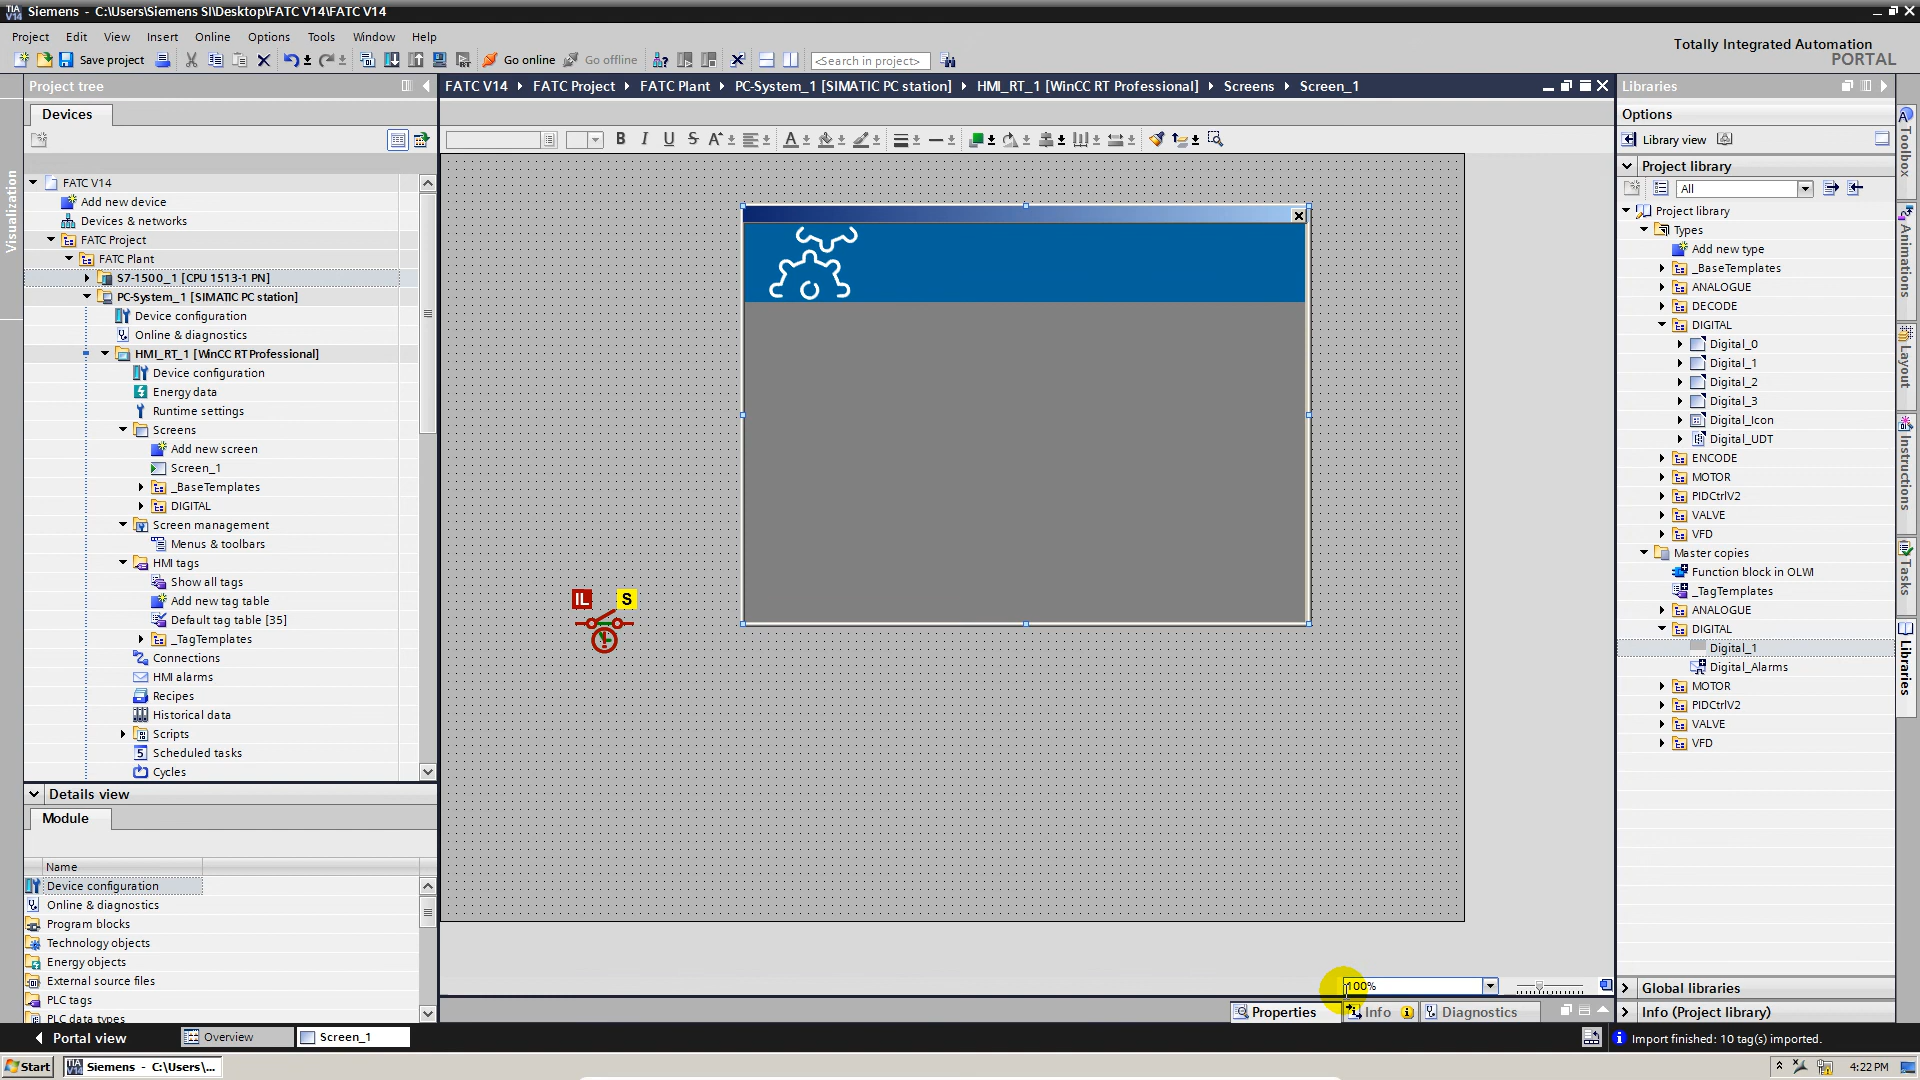 Siemens - C:\Users\Siemens SI\Desktop\FATC V14\FATC V14
Project Edit View Insert Online Options Tools Window Help
Totally Integrated Automation
PORTAL
Save project Go online Go offline <Search in project>
Project tree
FATC V14 FATC Project FATC Plant PC-System_1 [SIMATIC PC station] HMI_RT_1 [WinCC RT Professional] Screens Screen_1
Libraries
Devices
Options
Library view
Project library
All
Visualization
FATC V14
Add new device
Devices & networks
FATC Project
FATC Plant
S7-1500_1 [CPU 1513-1 PN]
PC-System_1 [SIMATIC PC station]
Device configuration
Online & diagnostics
HMI_RT_1 [WinCC RT Professional]
Device configuration
Energy data
Runtime settings
Screens
Add new screen
Screen_1
_BaseTemplates
DIGITAL
Screen management
Menus & toolbars
HMI tags
Show all tags
Add new tag table
Default tag table [35]
_TagTemplates
Connections
HMI alarms
Recipes
Historical data
Scripts
Scheduled tasks
Cycles
Details view
Module
Name
Device configuration
Online & diagnostics
Program blocks
Technology objects
Energy objects
External source files
PLC tags
PLC data types
IL S
100%
Properties Info Diagnostics
Project library
Types
Add new type
_BaseTemplates
ANALOGUE
DECODE
DIGITAL
Digital_0
Digital_1
Digital_2
Digital_3
Digital_Icon
Digital_UDT
ENCODE
MOTOR
PIDCtrlV2
VALVE
VFD
Master copies
Function block in OLWI
_TagTemplates
ANALOGUE
DIGITAL
Digital_1
Digital_Alarms
MOTOR
PIDCtrlV2
VALVE
VFD
Global libraries
Info (Project library)
Toolbox
Animations
Layout
Instructions
Tasks
Libraries
Portal view Overview Screen_1
Import finished: 10 tag(s) imported.
Start Siemens - C:\Users\... 4:22 PM